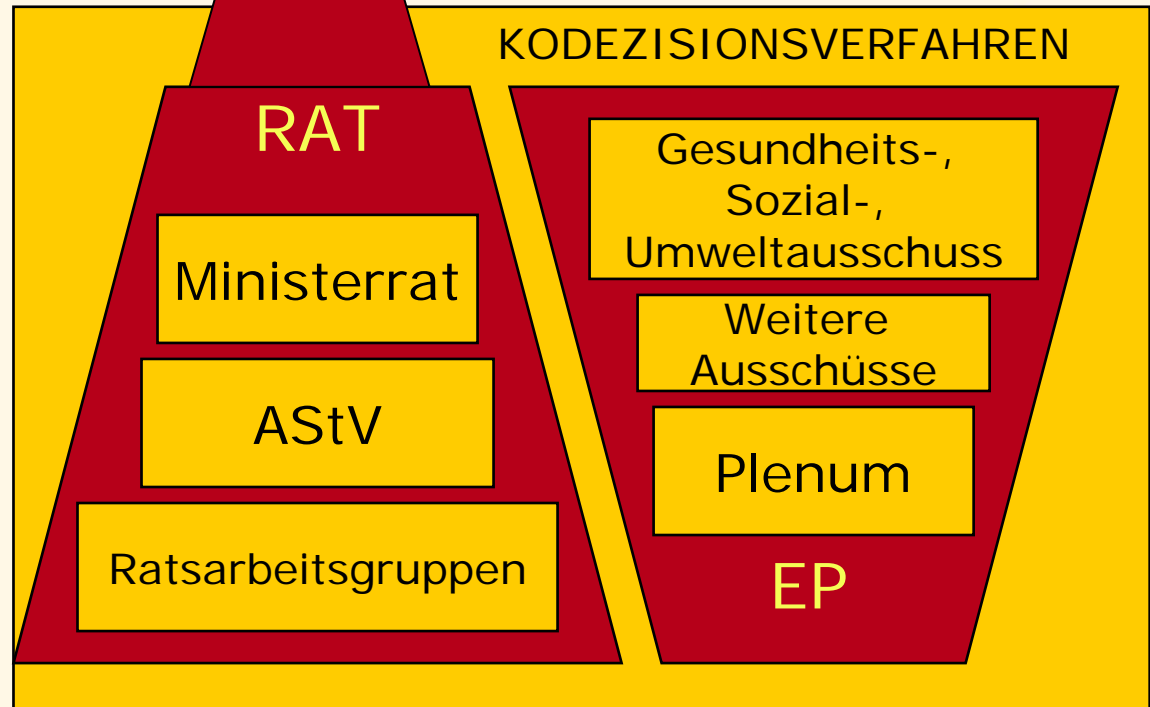 KODEZISIONSVERFAHREN
RAT
Ministerrat
AStV
Ratsarbeitsgruppen
Gesundheits-,
Sozial-,
Umweltausschuss
Weitere
Ausschüsse
Plenum
EP